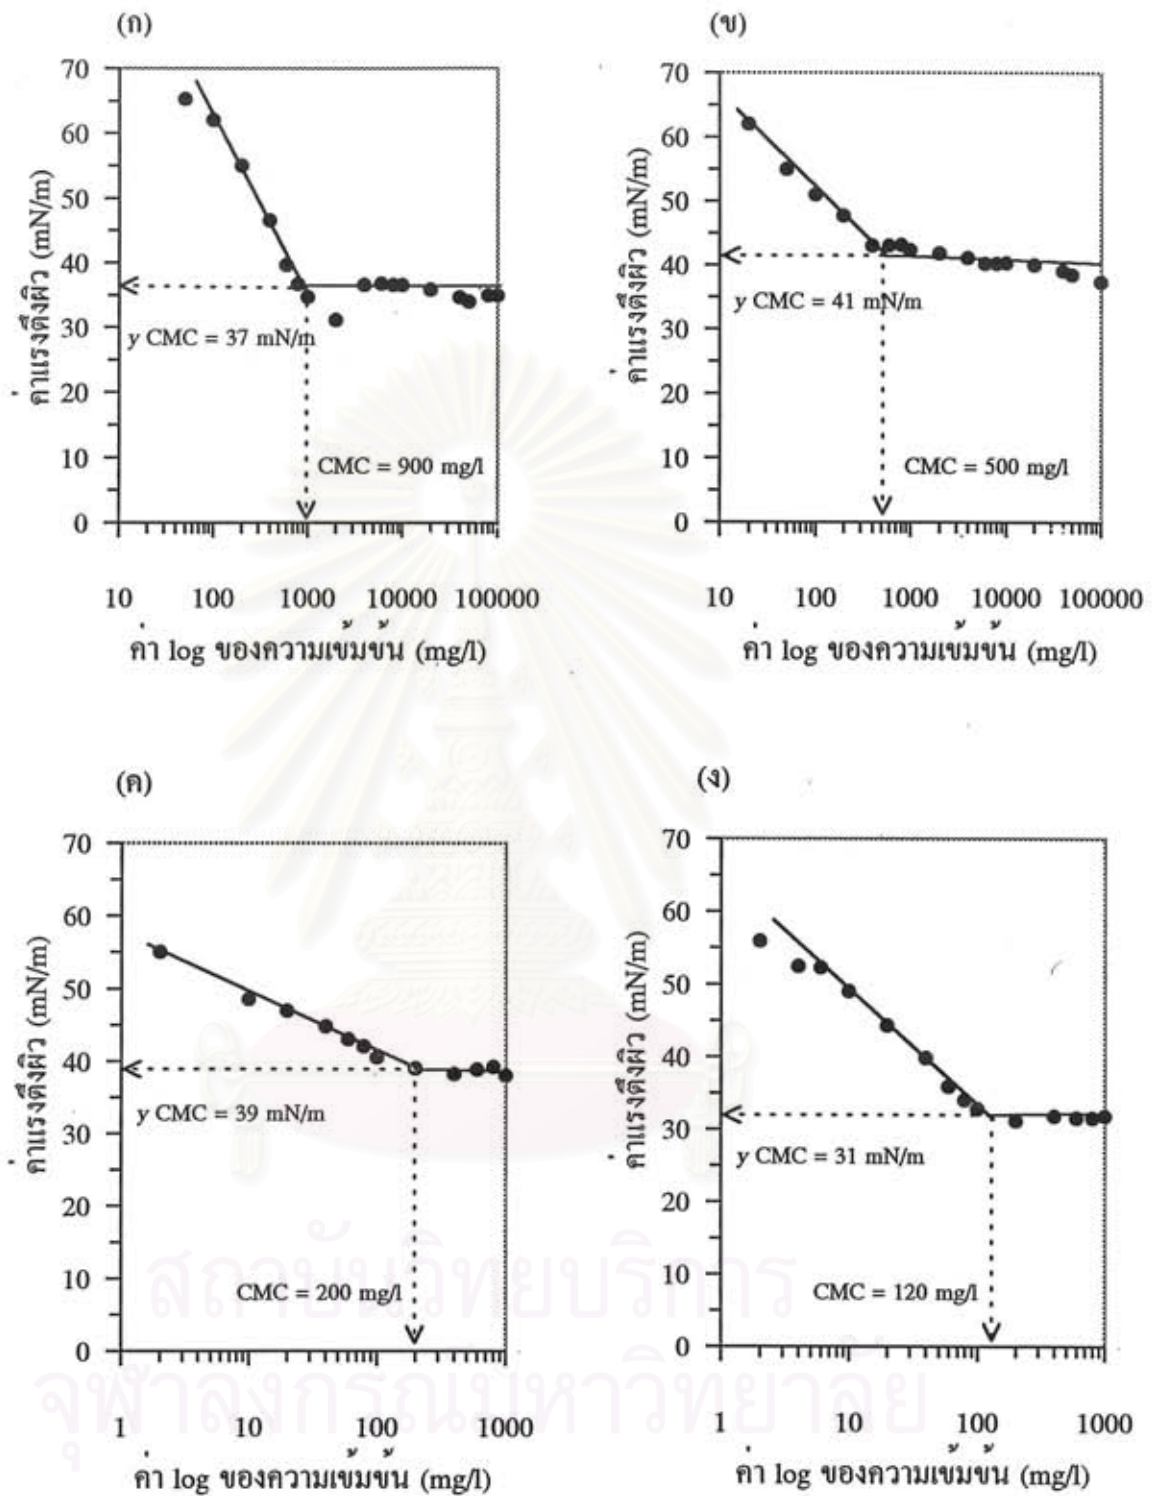 (ก)
70
60
50
40
30
20
10
0
ค่าแรงตึงผิว (mN/m)
γ CMC = 37 mN/m
CMC = 900 mg/l
10 100 1000 10000 100000
ค่า log ของความเข้มข้น (mg/l)
(ข)
70
60
50
40
30
20
10
0
ค่าแรงตึงผิว (mN/m)
γ CMC = 41 mN/m
CMC = 500 mg/l
10 100 1000 10000 100000
ค่า log ของความเข้มข้น (mg/l)
(ค)
70
60
50
40
30
20
10
0
ค่าแรงตึงผิว (mN/m)
γ CMC = 39 mN/m
CMC = 200 mg/l
1 10 100 1000
ค่า log ของความเข้มข้น (mg/l)
(ง)
70
60
50
40
30
20
10
0
ค่าแรงตึงผิว (mN/m)
γ CMC = 31 mN/m
CMC = 120 mg/l
1 10 100 1000
ค่า log ของความเข้มข้น (mg/l)
สถาบันวิทยบริการ
จุฬาลงกรณ์มหาวิทยาลัย